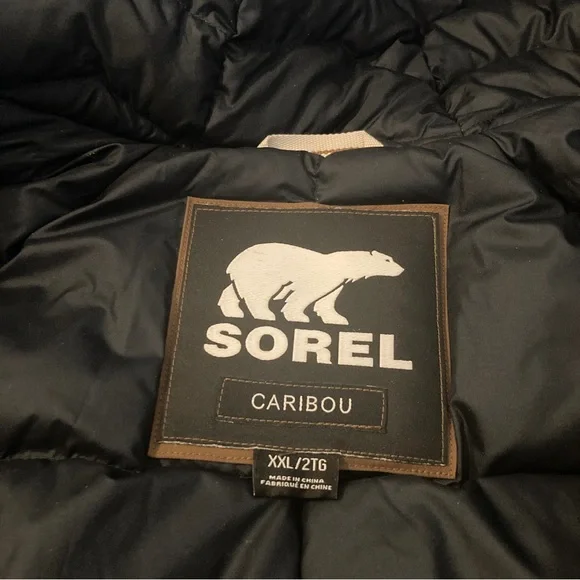 SOREL
CARIBOU
XXL/2TG
MADE IN CHINA
FABRIQUÉ EN CHINE